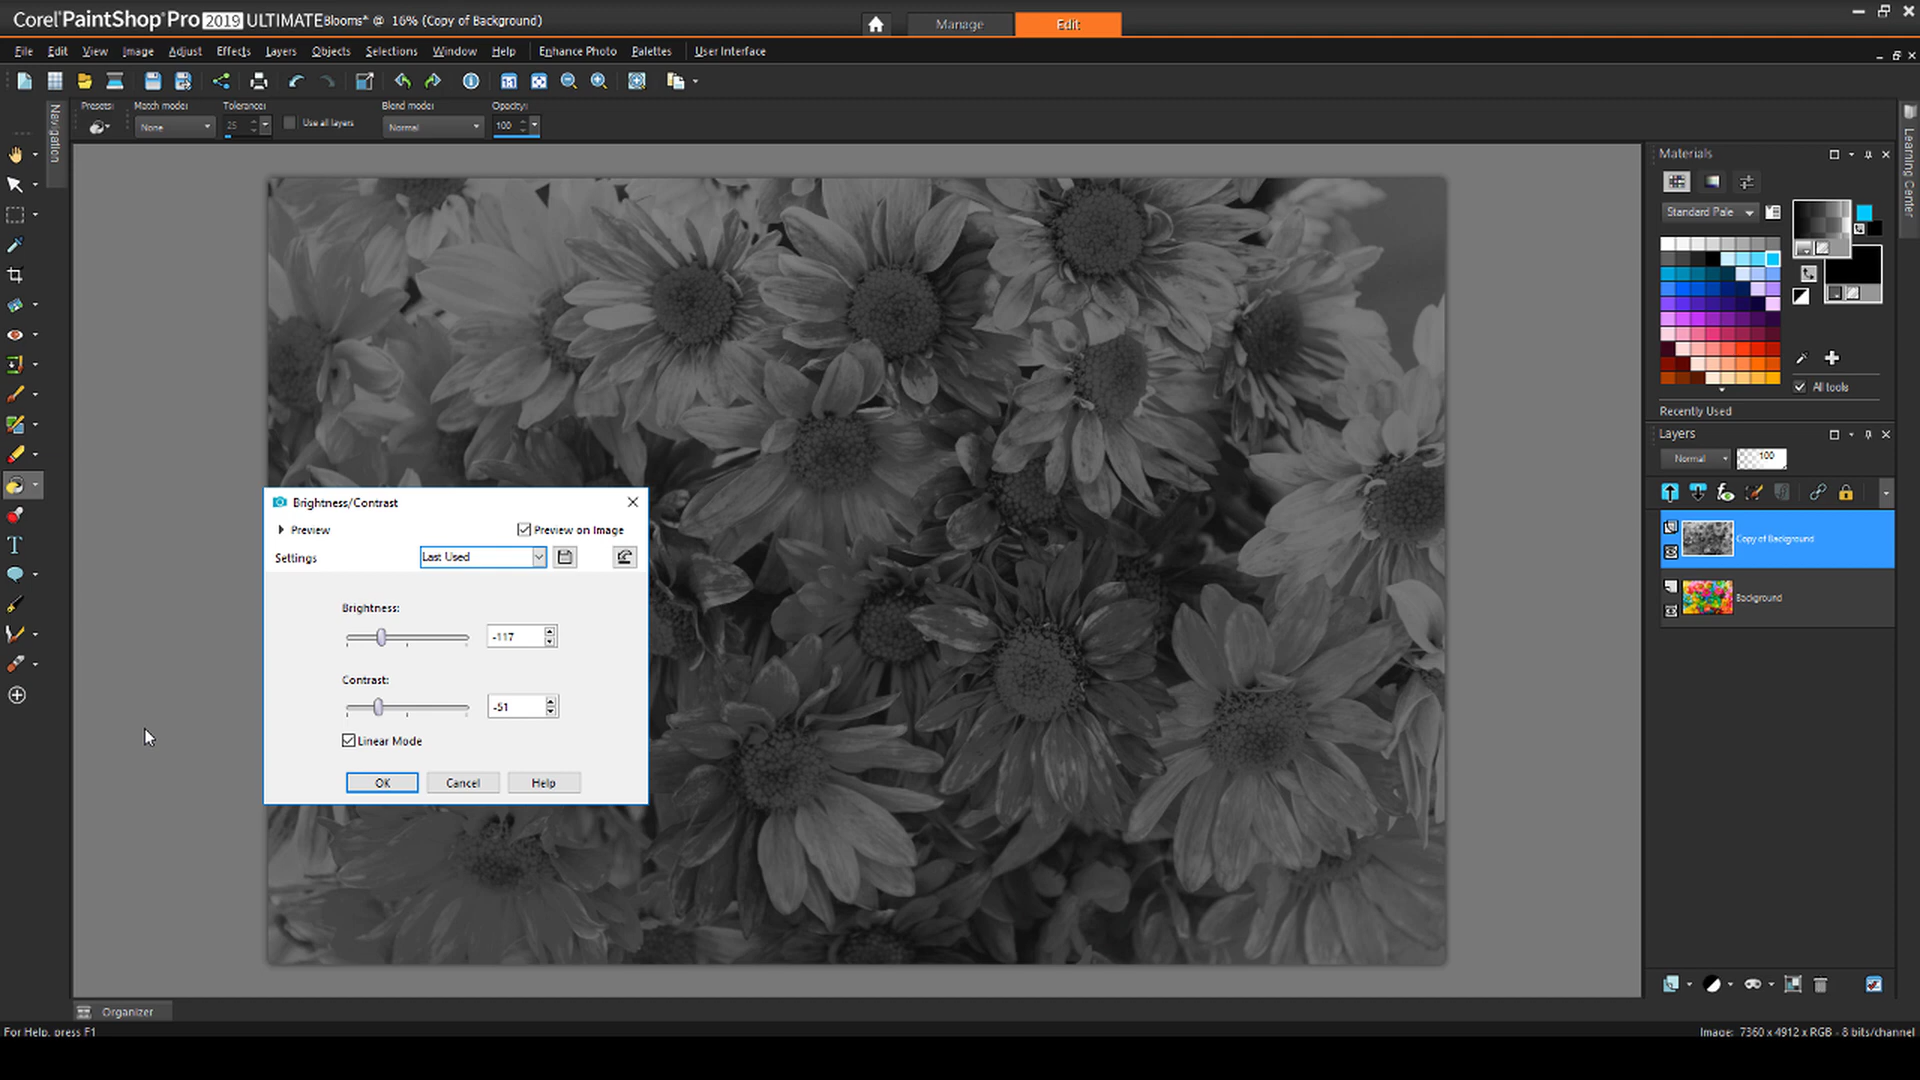 Corel® PaintShop® Pro 2019 ULTIMATE
Blooms* @ 16% (Copy of Background)
Manage
Edit
File Edit View Image Adjust Effects Layers Objects Selections Window Help Enhance Photo Palettes User Interface
Presets: Match mode: Tolerance: Blend mode: Opacity:
None 25 Use all layers Normal 100
Navigation
Learning Center
Materials
Standard Pale
All tools
Recently Used
Layers
Normal 100
Copy of Background
Background
Brightness/Contrast
Preview Preview on Image
Settings Last Used
Brightness:
-117
Contrast:
-51
Linear Mode
OK Cancel Help
Organizer
For Help, press F1
Image: 7360 x 4912 x RGB - 8 bits/channel